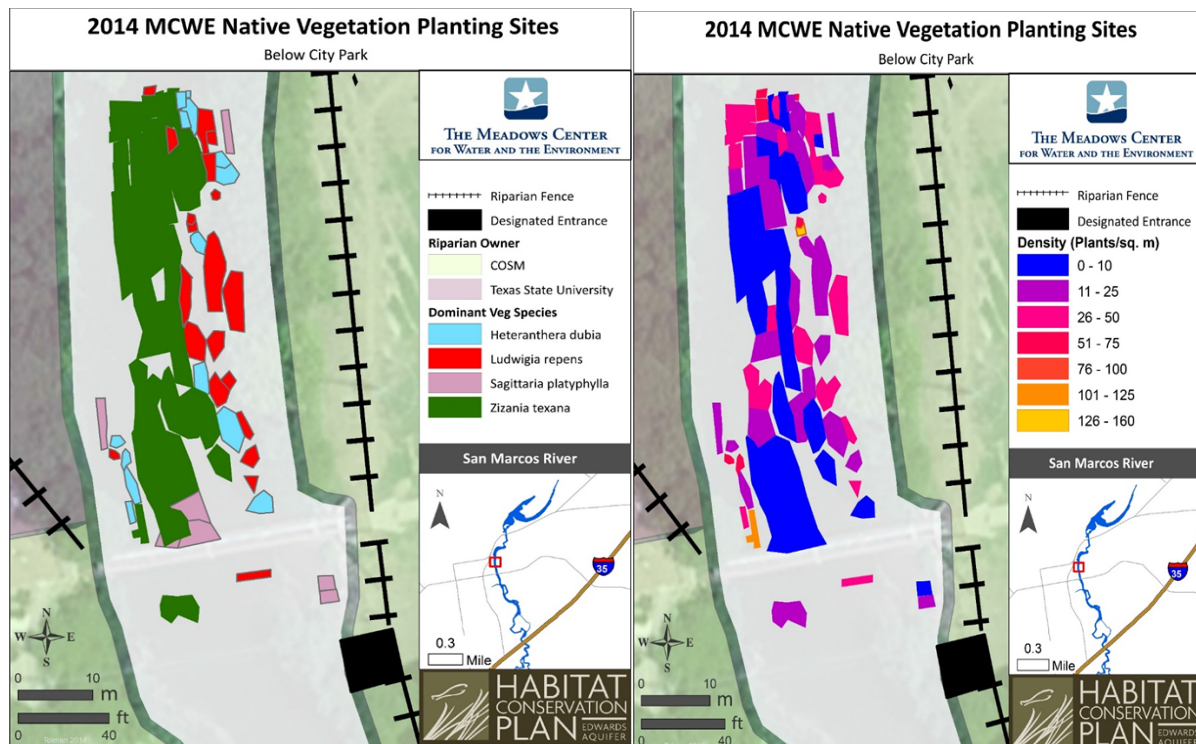 2014 MCWE Native Vegetation Planting Sites
Below City Park
THE MEADOWS CENTER
FOR WATER AND THE ENVIRONMENT
Riparian Fence
Designated Entrance
Riparian Owner
COSM
Texas State University
Dominant Veg Species
Heteranthera dubia
Ludwigia repens
Sagittaria platyphylla
Zizania texana
San Marcos River
N
35
0.3
Mile
N
W E
S
0 10
m
ft
0 40
HABITAT
CONSERVATION
PLAN EDWARDS
AQUIFER
2014 MCWE Native Vegetation Planting Sites
Below City Park
THE MEADOWS CENTER
FOR WATER AND THE ENVIRONMENT
Riparian Fence
Designated Entrance
Density (Plants/sq. m)
0 - 10
11 - 25
26 - 50
51 - 75
76 - 100
101 - 125
126 - 160
San Marcos River
N
35
0.3
Mile
N
W E
S
0 10
m
ft
0 40
HABITAT
CONSERVATION
PLAN EDWARDS
AQUIFER